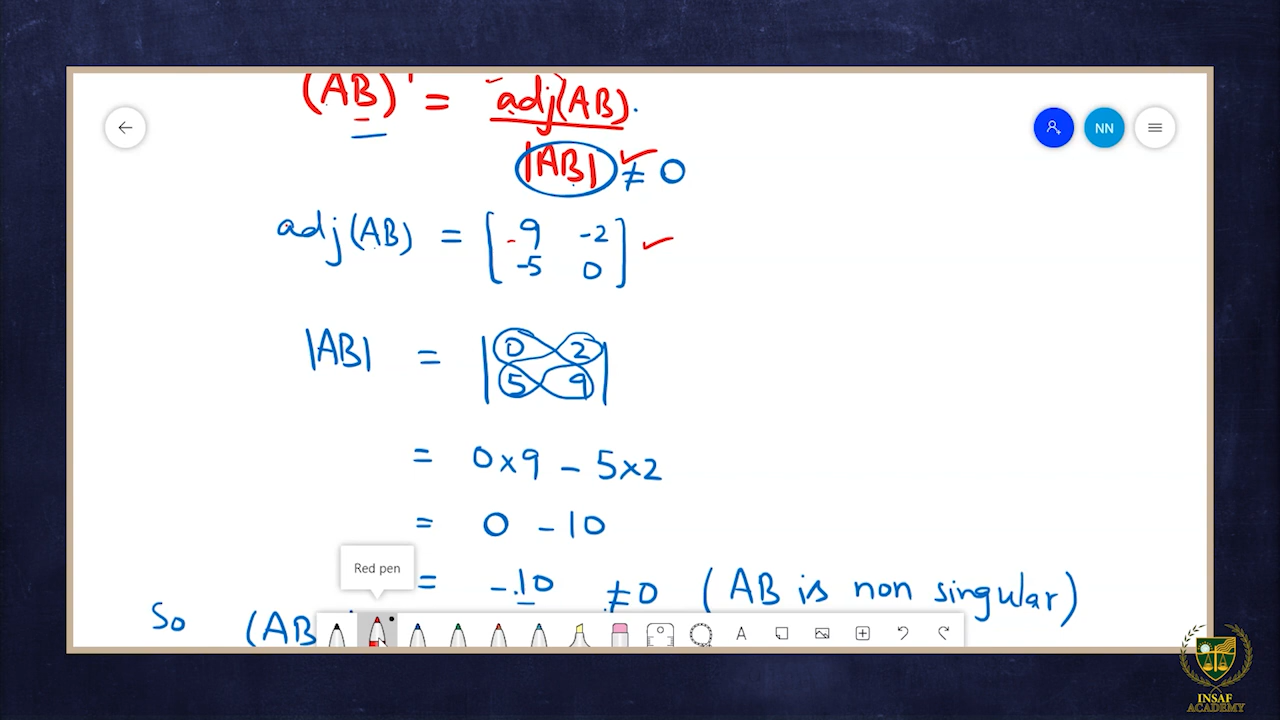 (AB)' = adj(AB).
|AB| ≠ 0
adj(AB) = [-9 -2
-5 0]
|AB| = |0 2
5 9|
= 0x9 - 5x2
= 0 - 10
= -10 ≠ 0 (AB is non singular)
So (AB
NN
Red pen
A
INSAF
ACADEMY